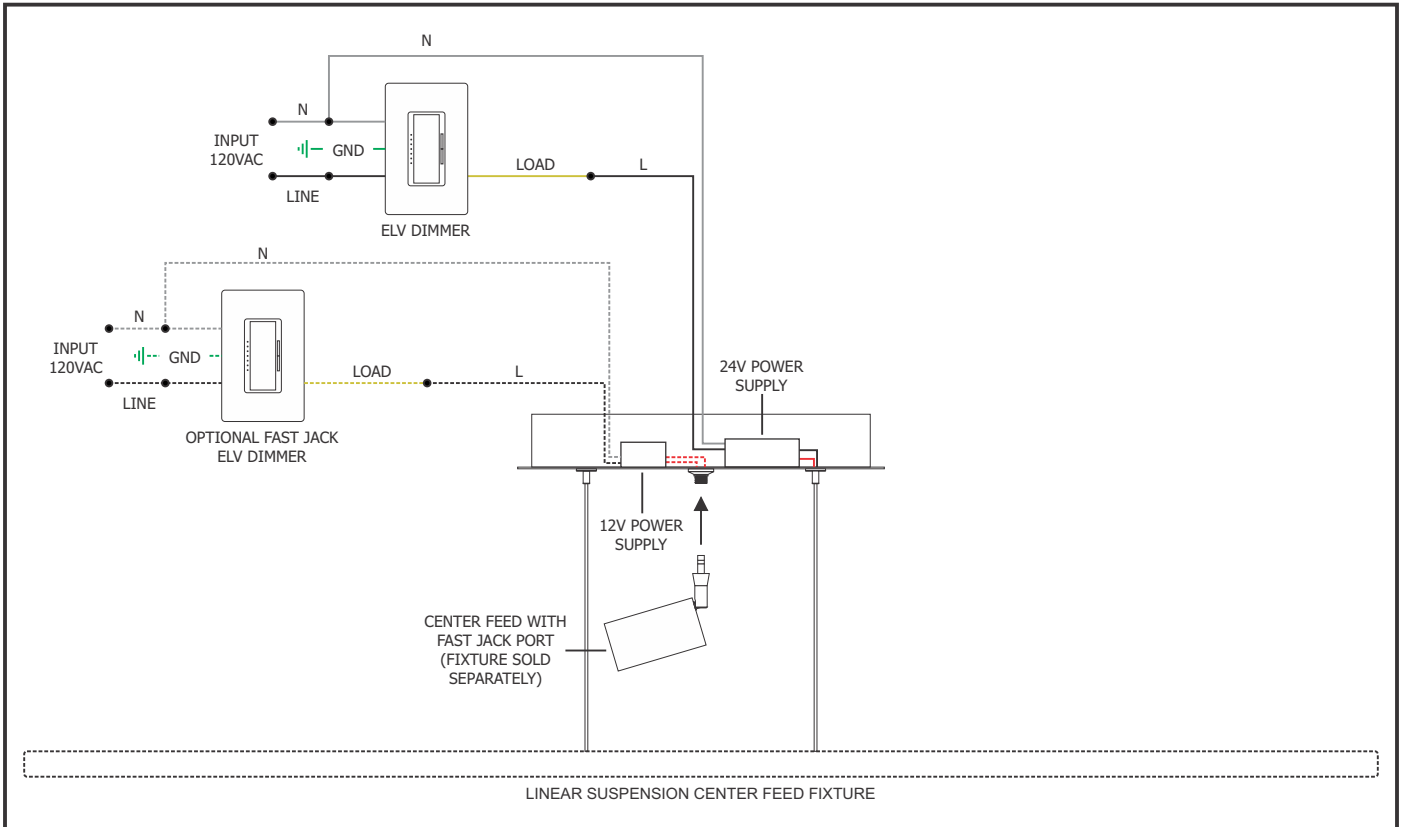 N
N
INPUT
120VAC
GND
LINE
LOAD
L
ELV DIMMER
N
N
INPUT
120VAC
GND
LINE
LOAD
L
OPTIONAL FAST JACK
ELV DIMMER
24V POWER
SUPPLY
12V POWER
SUPPLY
CENTER FEED WITH
FAST JACK PORT
(FIXTURE SOLD
SEPARATELY)
LINEAR SUSPENSION CENTER FEED FIXTURE